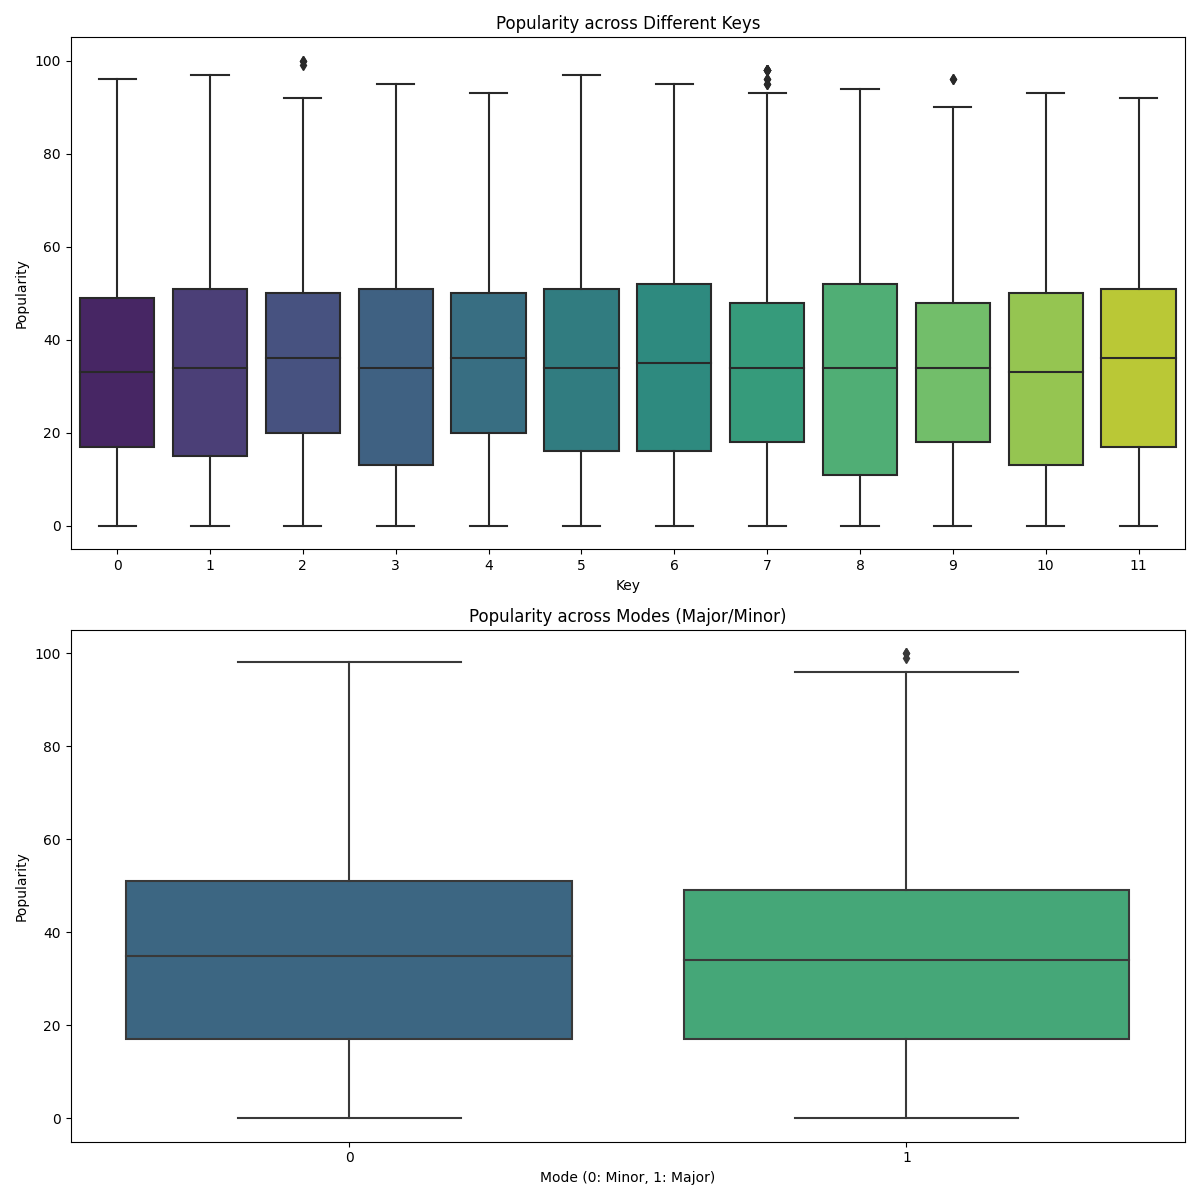 Popularity across Different Keys
100
80
60
40
20
0
Popularity
0 1 2 3 4 5 6 7 8 9 10 11
Key
Popularity across Modes (Major/Minor)
100
80
60
40
20
0
Popularity
0 1
Mode (0: Minor, 1: Major)